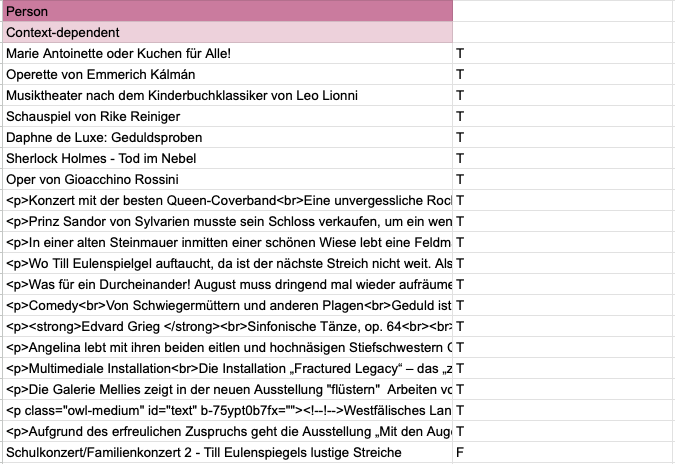 Person
Context-dependent
Marie Antoinette oder Kuchen für Alle! T
Operette von Emmerich Kálmán T
Musiktheater nach dem Kinderbuchklassiker von Leo Lionni T
Schauspiel von Rike Reiniger T
Daphne de Luxe: Geduldsproben T
Sherlock Holmes - Tod im Nebel T
Oper von Gioacchino Rossini T
<p>Konzert mit der besten Queen-Coverband<br>Eine unvergessliche Roc T
<p>Prinz Sandor von Sylvarien musste sein Schloss verkaufen, um ein wen T
<p>In einer alten Steinmauer inmitten einer schönen Wiese lebt eine Feldm T
<p>Wo Till Eulenspielgel auftaucht, da ist der nächste Streich nicht weit. Als T
<p>Was für ein Durcheinander! August muss dringend mal wieder aufräume T
<p>Comedy<br>Von Schwiegermüttern und anderen Plagen<br>Geduld ist T
<p><strong>Edvard Grieg </strong><br>Sinfonische Tänze, op. 64<br><br> T
<p>Angelina lebt mit ihren beiden eitlen und hochnäsigen Stiefschwestern T
<p>Multimediale Installation<br>Die Installation „Fractured Legacy“ – das „z T
<p>Die Galerie Mellies zeigt in der neuen Ausstellung "flüstern" Arbeiten vo T
<p class="owl-medium" id="text" b-75ypt0b7fx=""><!--!-->Westfälisches Lan T
<p>Aufgrund des erfreulichen Zuspruchs geht die Ausstellung „Mit den Aug T
Schulkonzert/Familienkonzert 2 - Till Eulenspiegels lustige Streiche F